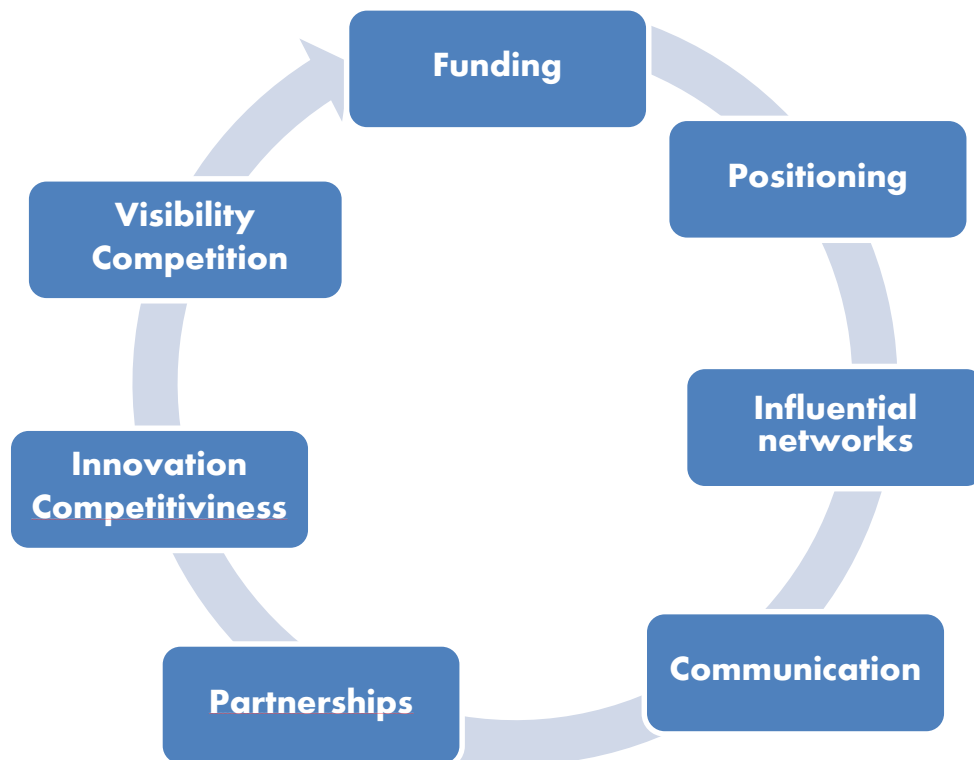 Funding
Positioning
Influential
networks
Communication
Partnerships
Innovation
Competitiviness
Visibility
Competition